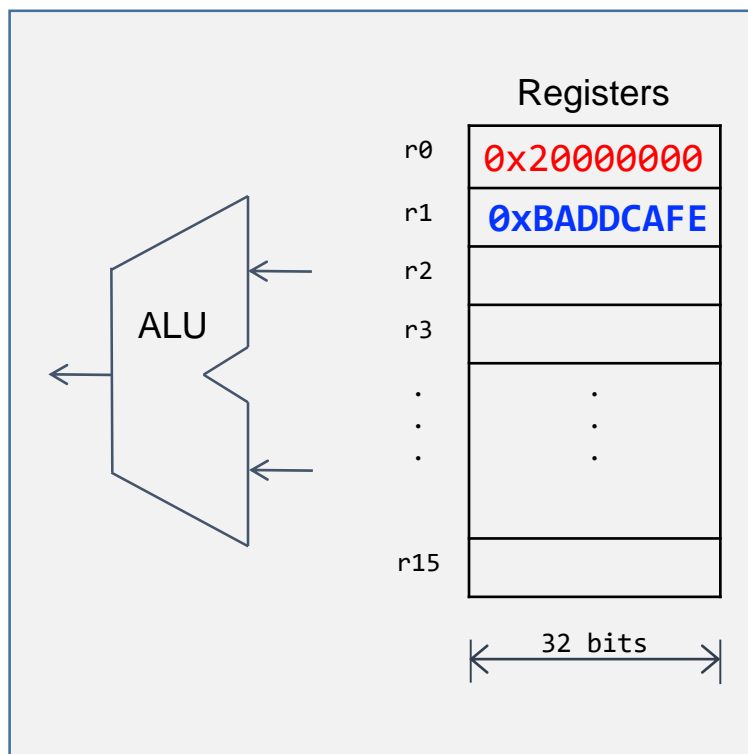 Registers
r0 0x20000000
r1 0xBADDCAFE
r2
r3
ALU
. .
. .
. .
r15
32 bits